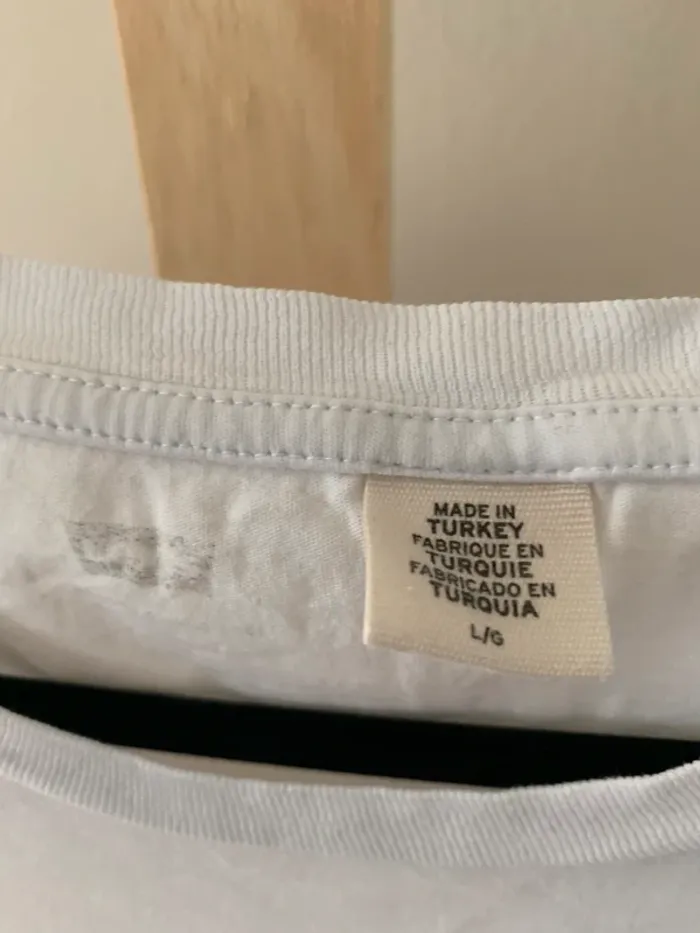 MADE IN
TURKEY
FABRIQUE EN
TURQUIE
FABRICADO EN
TURQUIA
L/G